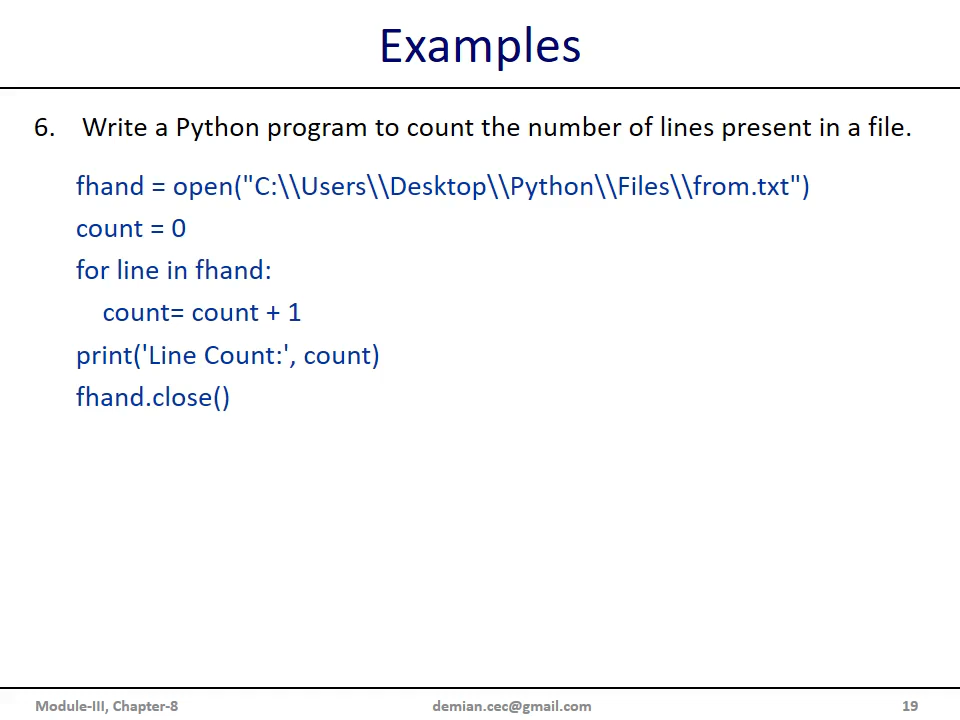 Examples
6. Write a Python program to count the number of lines present in a file.
fhand = open("C:\\Users\\Desktop\\Python\\Files\\from.txt")
count = 0
for line in fhand:
count= count + 1
print('Line Count:', count)
fhand.close()
Module-III, Chapter-8 demian.cec@gmail.com 19